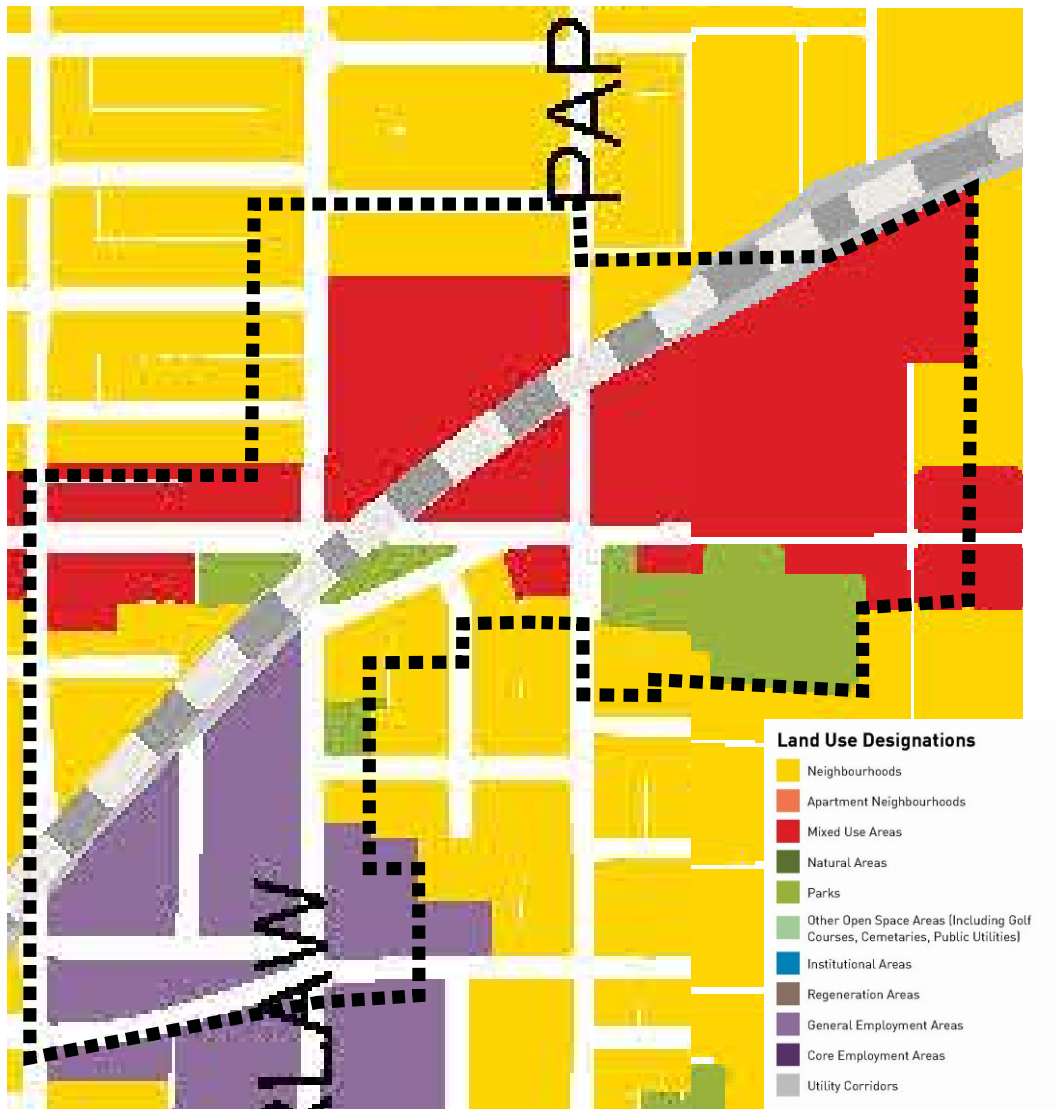 PAP
Land Use Designations
Neighbourhoods
Apartment Neighbourhoods
Mixed Use Areas
Natural Areas
Parks
Other Open Space Areas (Including Golf
Courses, Cemetaries, Public Utilities)
Institutional Areas
Regeneration Areas
General Employment Areas
Core Employment Areas
Utility Corridors